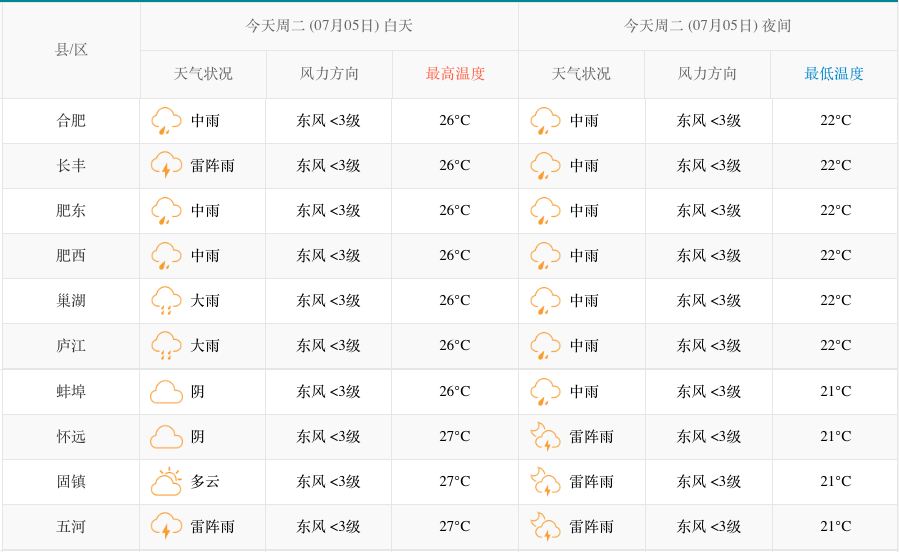 县/区
今天周二 (07月05日) 白天 今天周二 (07月05日) 夜间
天气状况 风力方向 最高温度 天气状况 风力方向 最低温度
合肥 中雨 东风 <3级 26°C 中雨 东风 <3级 22°C
长丰 雷阵雨 东风 <3级 26°C 中雨 东风 <3级 22°C
肥东 中雨 东风 <3级 26°C 中雨 东风 <3级 22°C
肥西 中雨 东风 <3级 26°C 中雨 东风 <3级 22°C
巢湖 大雨 东风 <3级 26°C 中雨 东风 <3级 22°C
庐江 大雨 东风 <3级 26°C 中雨 东风 <3级 22°C
蚌埠 阴 东风 <3级 26°C 中雨 东风 <3级 21°C
怀远 阴 东风 <3级 27°C 雷阵雨 东风 <3级 21°C
固镇 多云 东风 <3级 27°C 雷阵雨 东风 <3级 21°C
五河 雷阵雨 东风 <3级 27°C 雷阵雨 东风 <3级 21°C